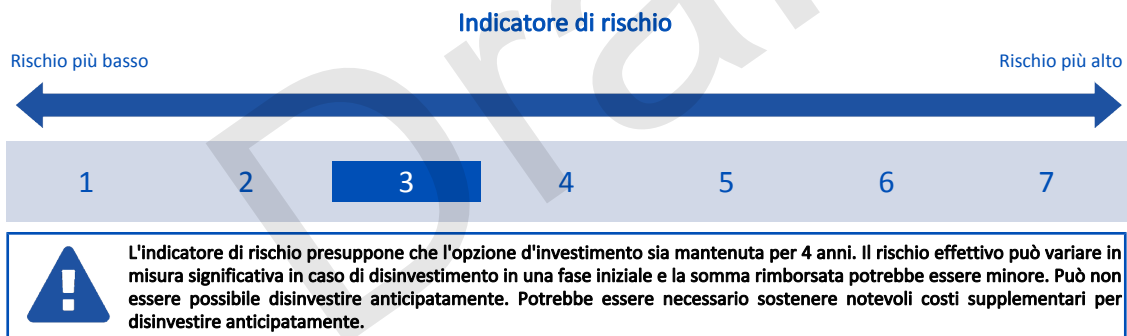 Indicatore di rischio
Rischio più basso
Rischio più alto
1 2 3 4 5 6 7
L'indicatore di rischio presuppone che l'opzione d'investimento sia mantenuta per 4 anni. Il rischio effettivo può variare in
misura significativa in caso di disinvestimento in una fase iniziale e la somma rimborsata potrebbe essere minore. Può non
essere possibile disinvestire anticipatamente. Potrebbe essere necessario sostenere notevoli costi supplementari per
disinvestire anticipatamente.